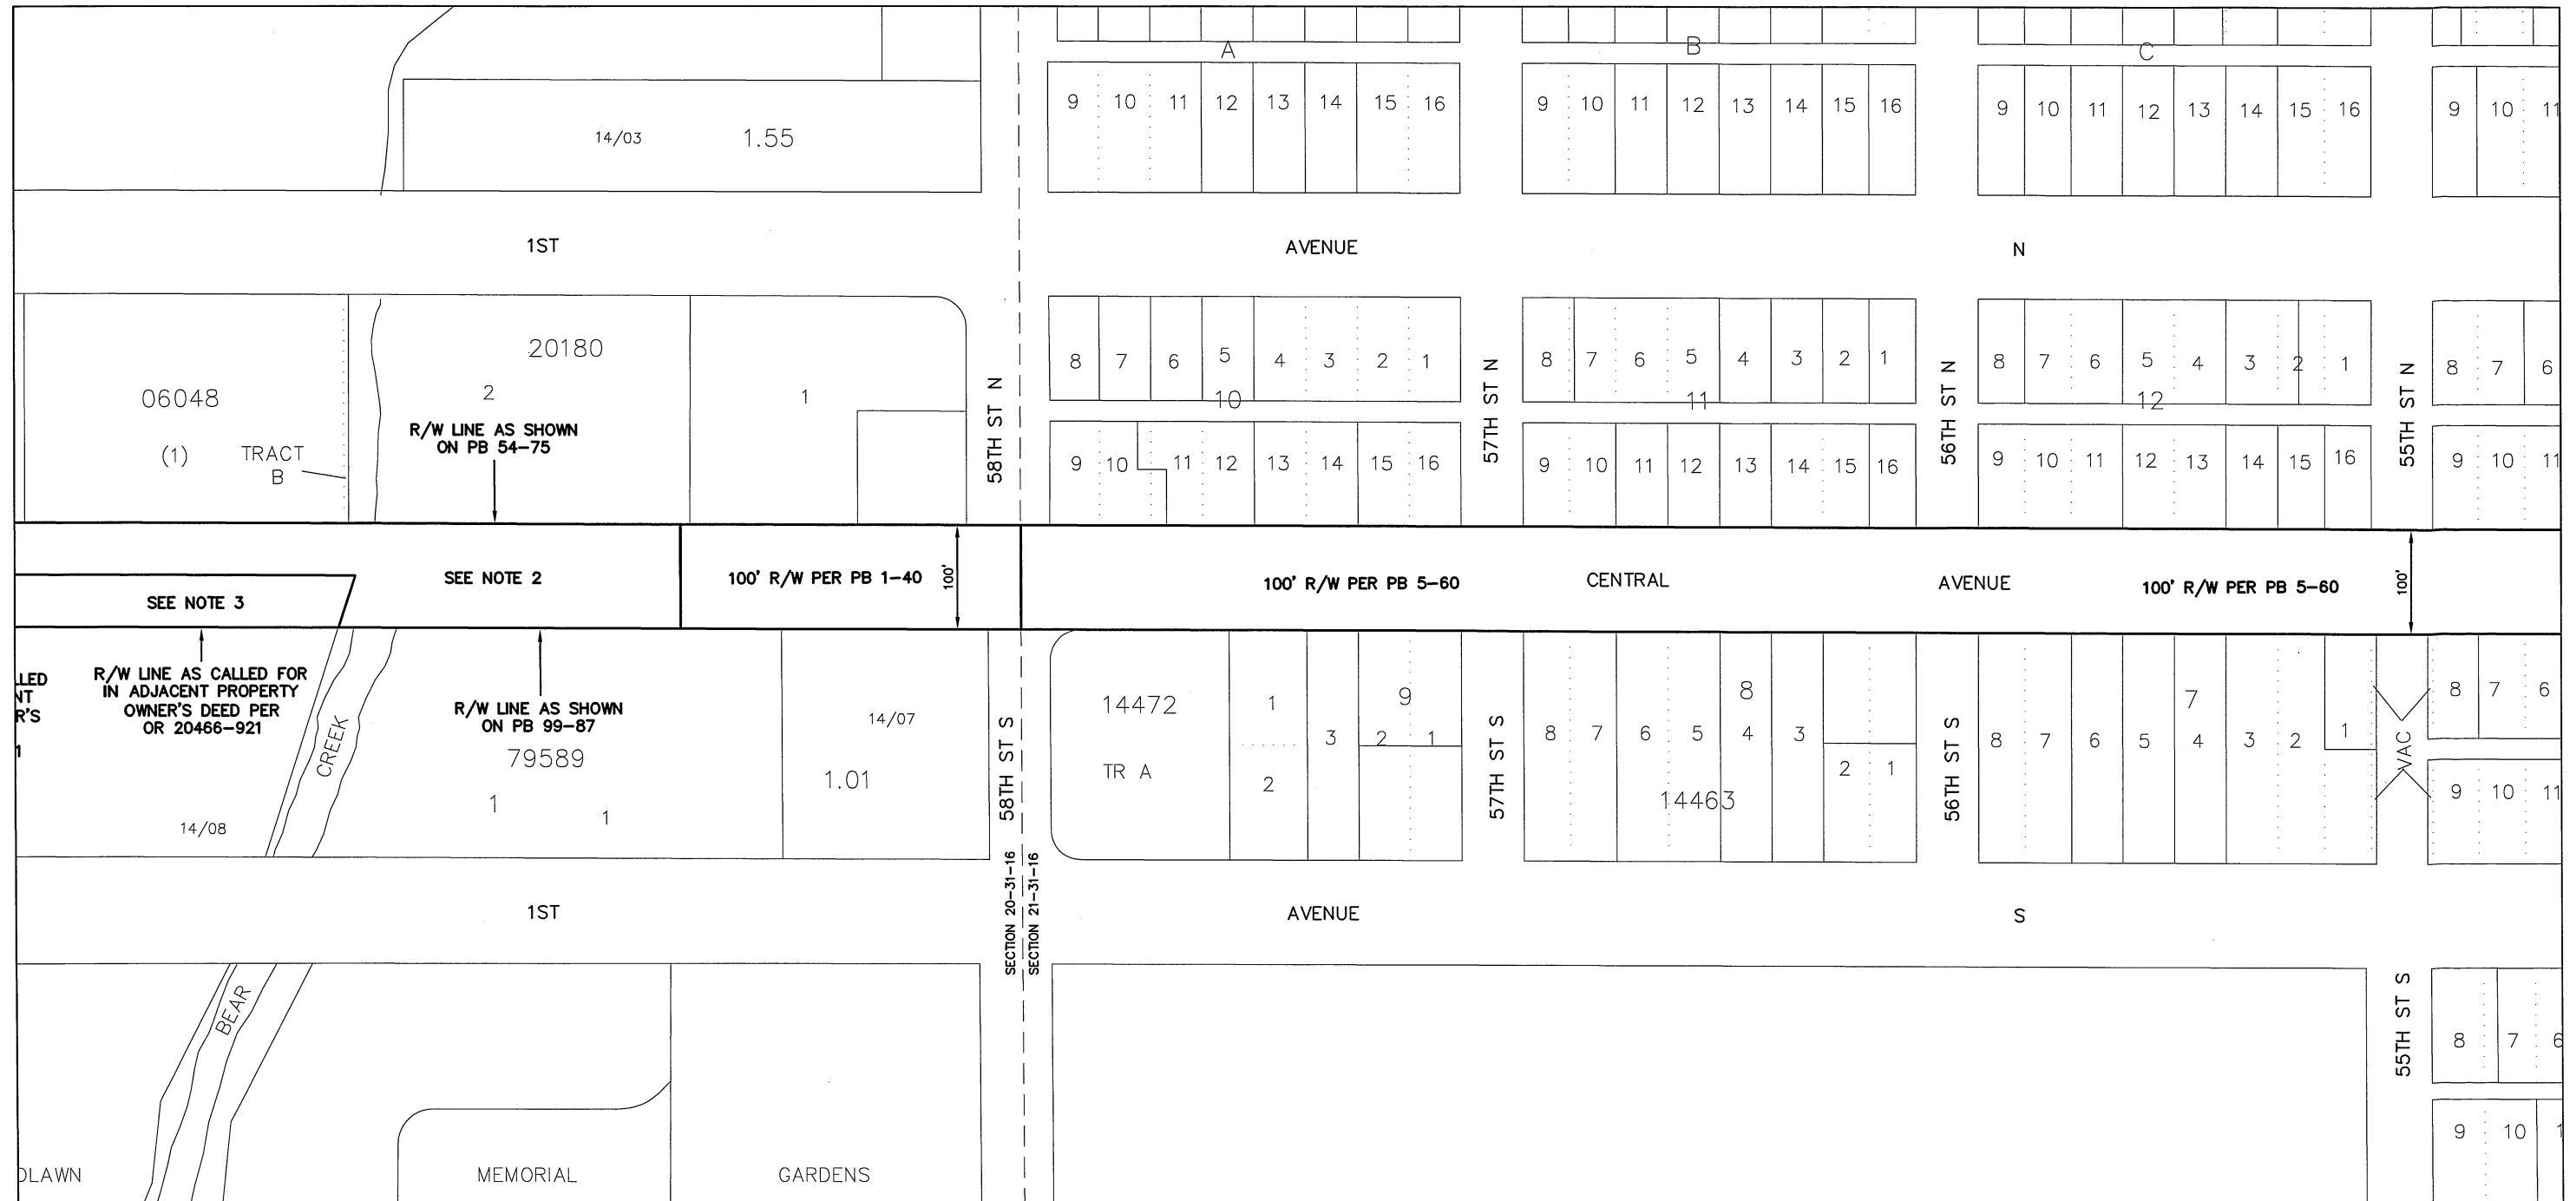 A
B
C
9 10 11 12 13 14 15 16
9 10 11 12 13 14 15 16
9 10 11 12 13 14 15 16
9 10 11
14/03 1.55
1ST AVENUE N
20180
2
1
06048
(1)
TRACT
B
R/W LINE AS SHOWN
ON PB 54-75
58TH ST N
8 7 6 5 4 3 2 1
10
9 10 11 12 13 14 15 16
57TH ST N
8 7 6 5 4 3 2 1
11
9 10 11 12 13 14 15 16
56TH ST N
8 7 6 5 4 3 2 1
12
9 10 11 12 13 14 15 16
55TH ST N
8 7 6
9 10 11
SEE NOTE 2
SEE NOTE 3
100' R/W PER PB 1-40
100'
100' R/W PER PB 5-60
CENTRAL AVENUE
100' R/W PER PB 5-60
100'
LLED
NT
R'S
1
R/W LINE AS CALLED FOR
IN ADJACENT PROPERTY
OWNER'S DEED PER
OR 20466-921
14/08
CREEK
R/W LINE AS SHOWN
ON PB 99-87
79589
1 1
14/07
1.01
58TH ST S
14472
TR A
1
2
3
9
2 1
57TH ST S
8
8 7 6 5 4 3
2 1
14463
56TH ST S
7
8 7 6 5 4 3 2 1
VAC
8 7 6
9 10 11
SECTION 20-31-16
SECTION 21-31-16
1ST AVENUE S
BEAR
55TH ST S
8 7 6
9 10 1
DLAWN MEMORIAL GARDENS